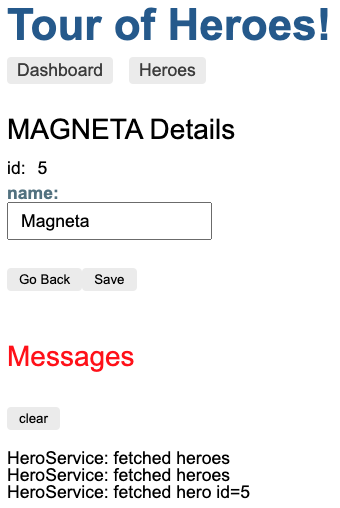 Tour of Heroes!
Dashboard Heroes
MAGNETA Details
id: 5
name:
Magneta
Go Back Save
Messages
clear
HeroService: fetched heroes
HeroService: fetched heroes
HeroService: fetched hero id=5